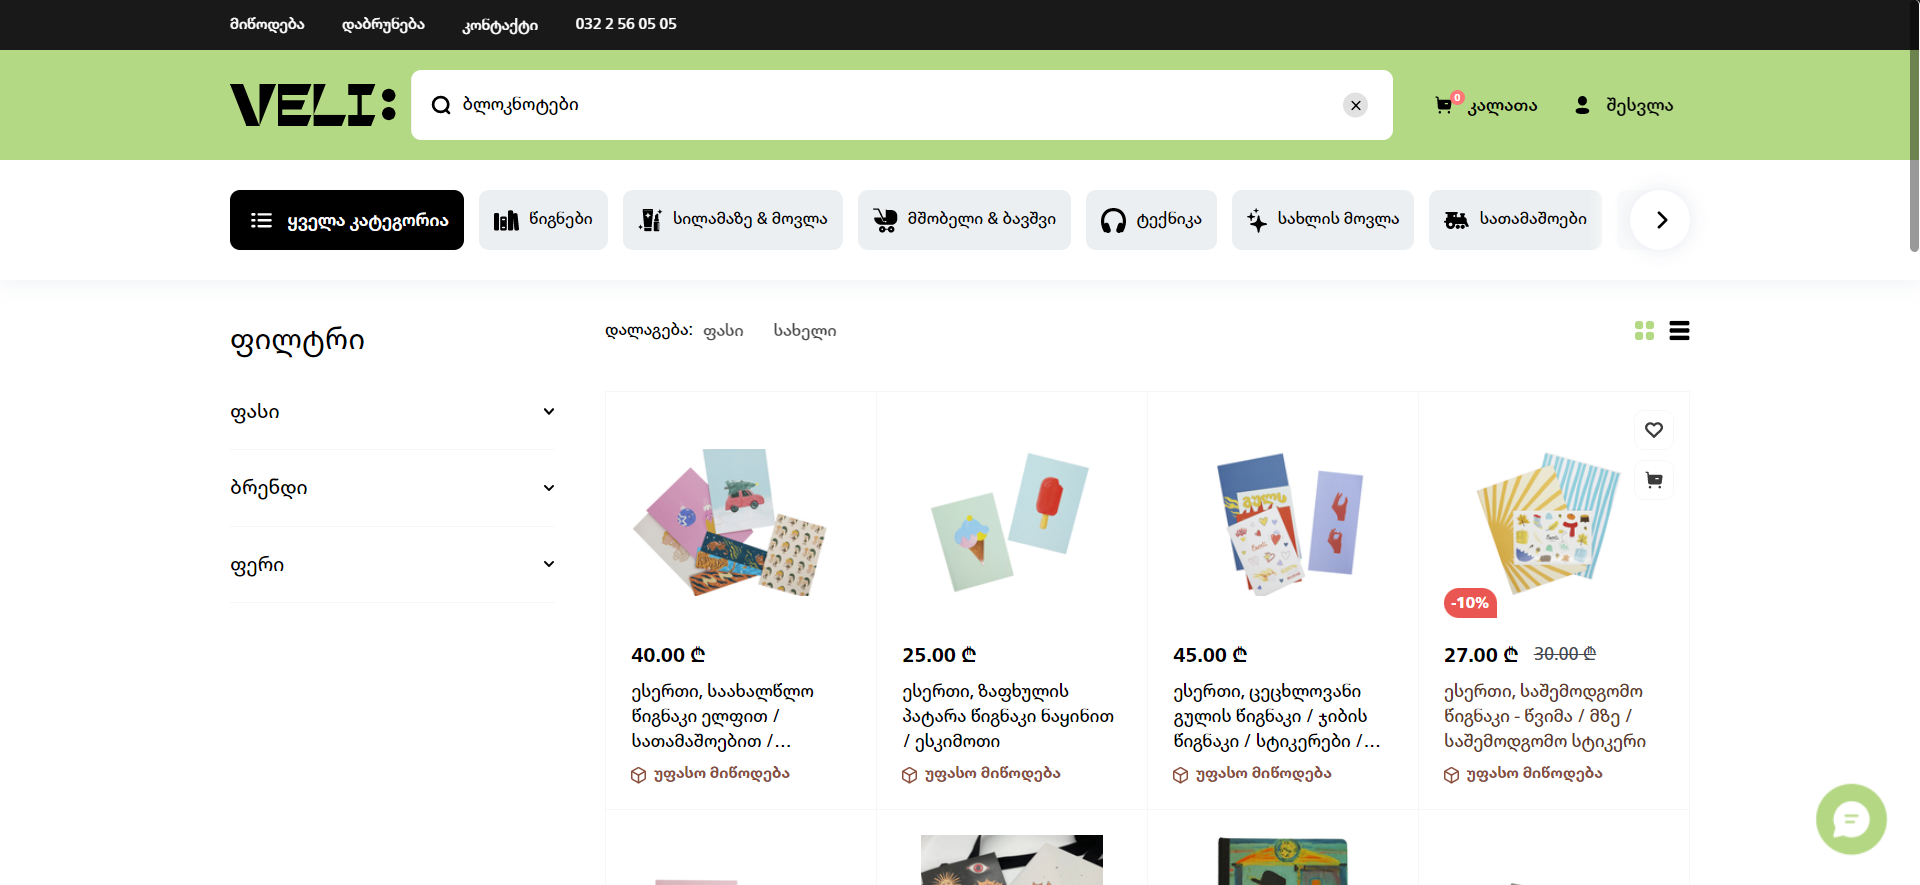 მიწოდება დაბრუნება კონტაქტი 032 2 56 05 05
VELI:
ბლოკნოტები
0
კალათა
შესვლა
ყველა კატეგორია
წიგნები
სილამაზე & მოვლა
მშობელი & ბავშვი
ტექნიკა
სახლის მოვლა
სათამაშოები
ფილტრი
ფასი
ბრენდი
ფერი
დალაგება: ფასი სახელი
40.00 ₾
ესერთი, საახალწლო
წიგნაკი ელფით /
სათამაშოებით /...
უფასო მიწოდება
25.00 ₾
ესერთი, ზაფხულის
პატარა წიგნაკი ნაყინით
/ ესკიმოთი
უფასო მიწოდება
გულს
45.00 ₾
ესერთი, ცეცხლოვანი
გულის წიგნაკი / ჯიბის
წიგნაკი / სტიკერები /...
უფასო მიწოდება
-10%
27.00 ₾ 30.00 ₾
ესერთი, საშემოდგომო
წიგნაკი - წვიმა / მზე /
საშემოდგომო სტიკერი
უფასო მიწოდება